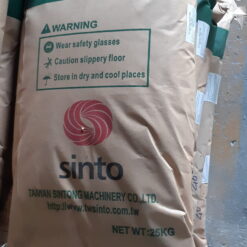 WARNING
Wear safety glasses
Caution slippery floor
Store in dry and cool places
sinto
TAIWAN SINTONG MACHINERY CO.,LTD.
http://www.twsinto.com.tw
NET WT:25KG